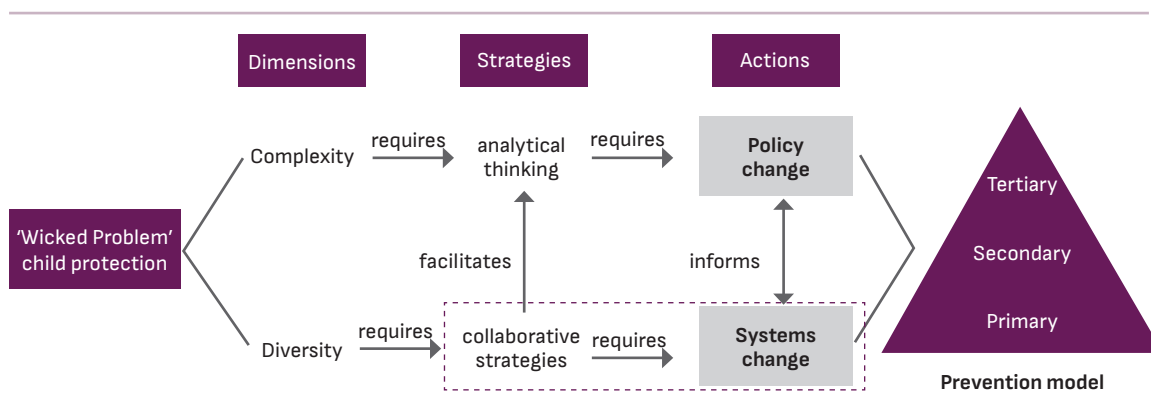 Dimensions
Strategies
Actions
'Wicked Problem'
child protection
Complexity
requires
analytical
thinking
requires
Policy
change
facilitates
informs
Diversity
requires
collaborative
strategies
requires
Systems
change
Tertiary
Secondary
Primary
Prevention model